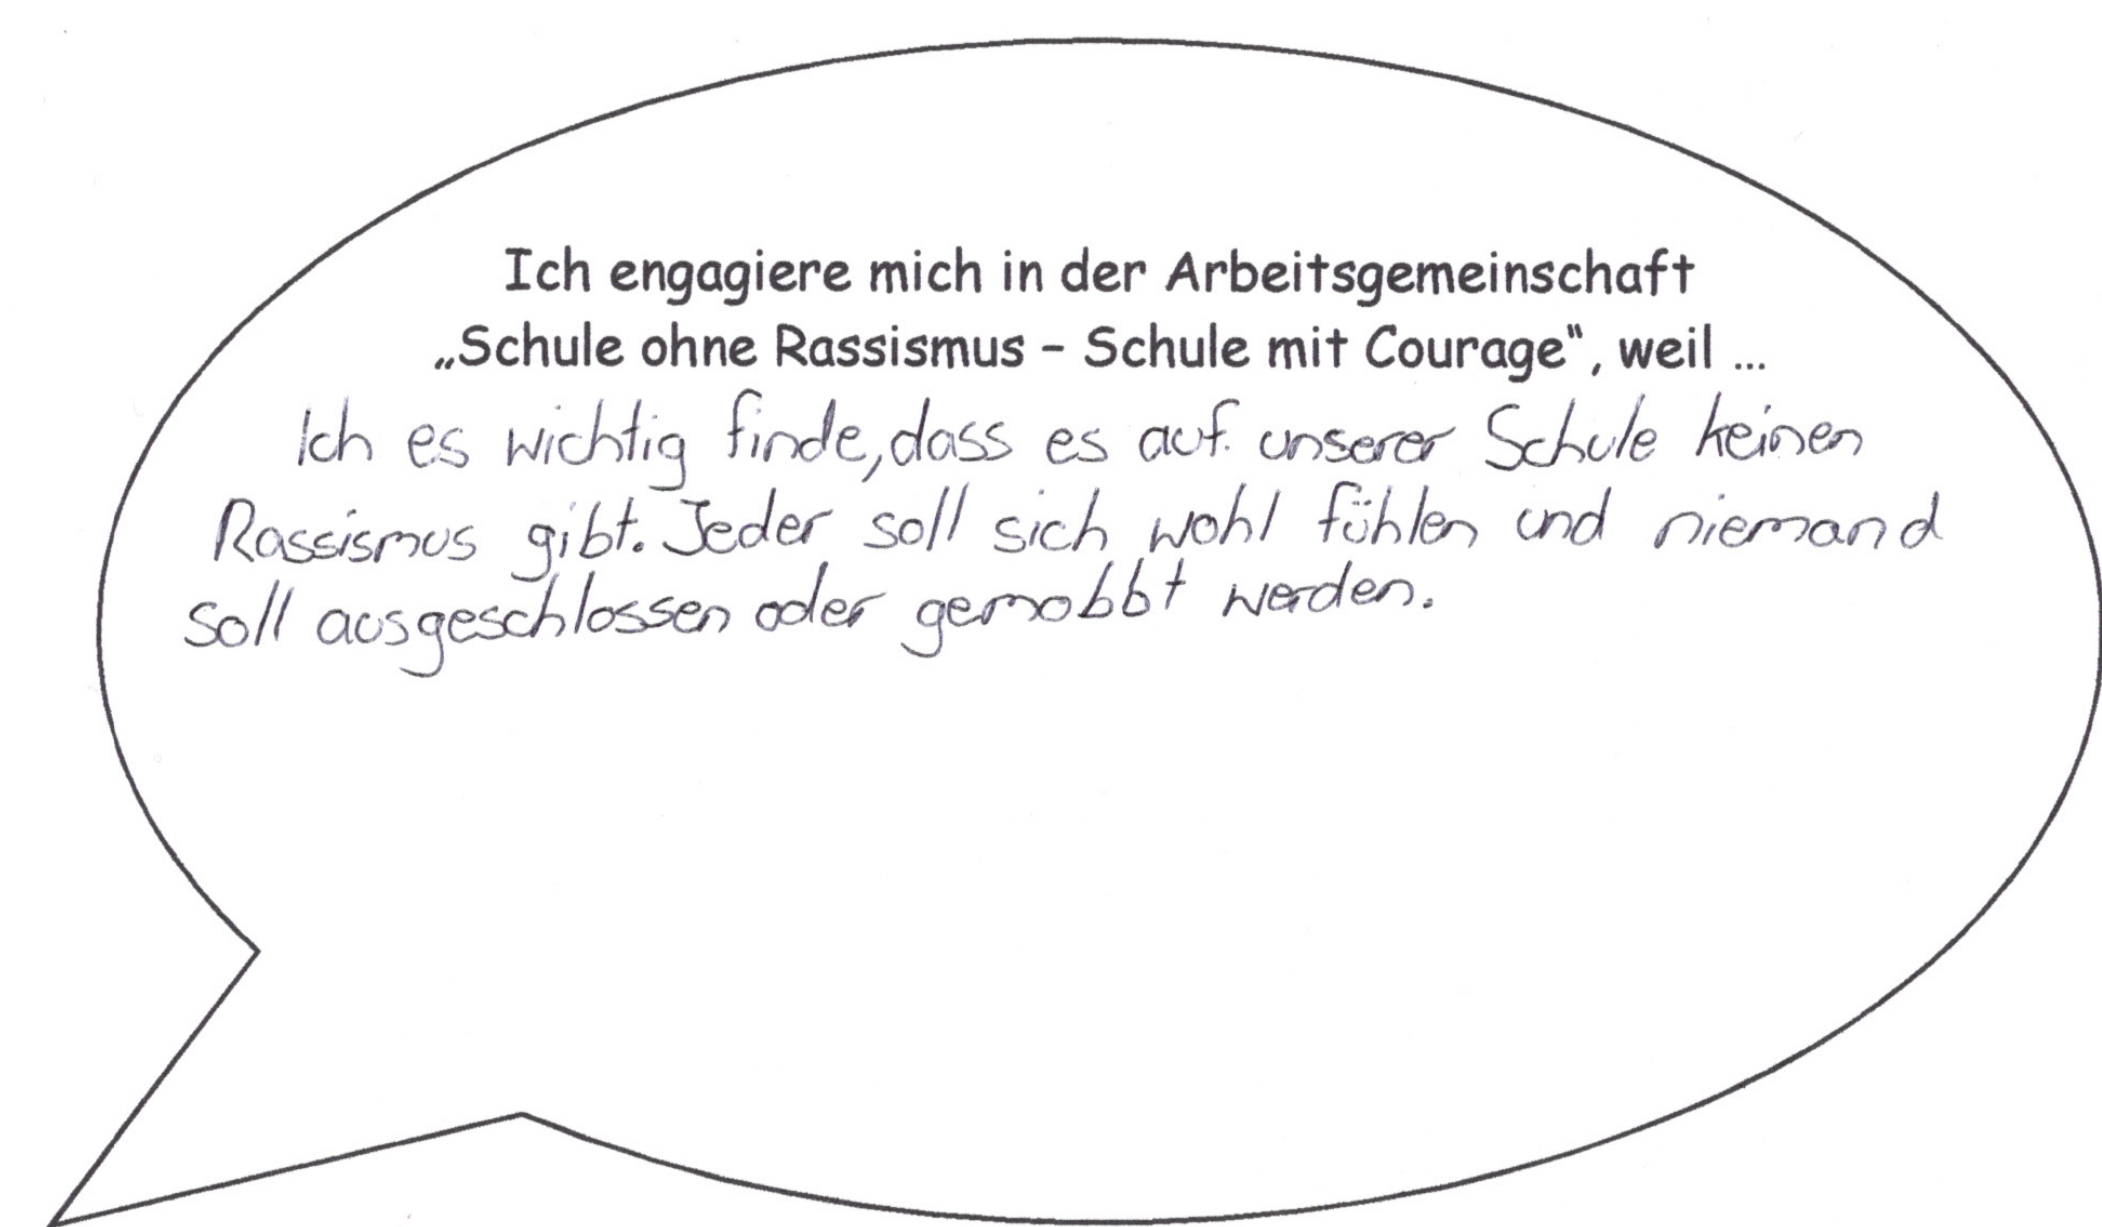 Ich engagiere mich in der Arbeitsgemeinschaft
„Schule ohne Rassismus – Schule mit Courage“, weil ...
Ich es wichtig finde, dass es auf unserer Schule keinen
Rassismus gibt. Jeder soll sich wohl fühlen und niemand
soll ausgeschlossen oder gemobbt werden.